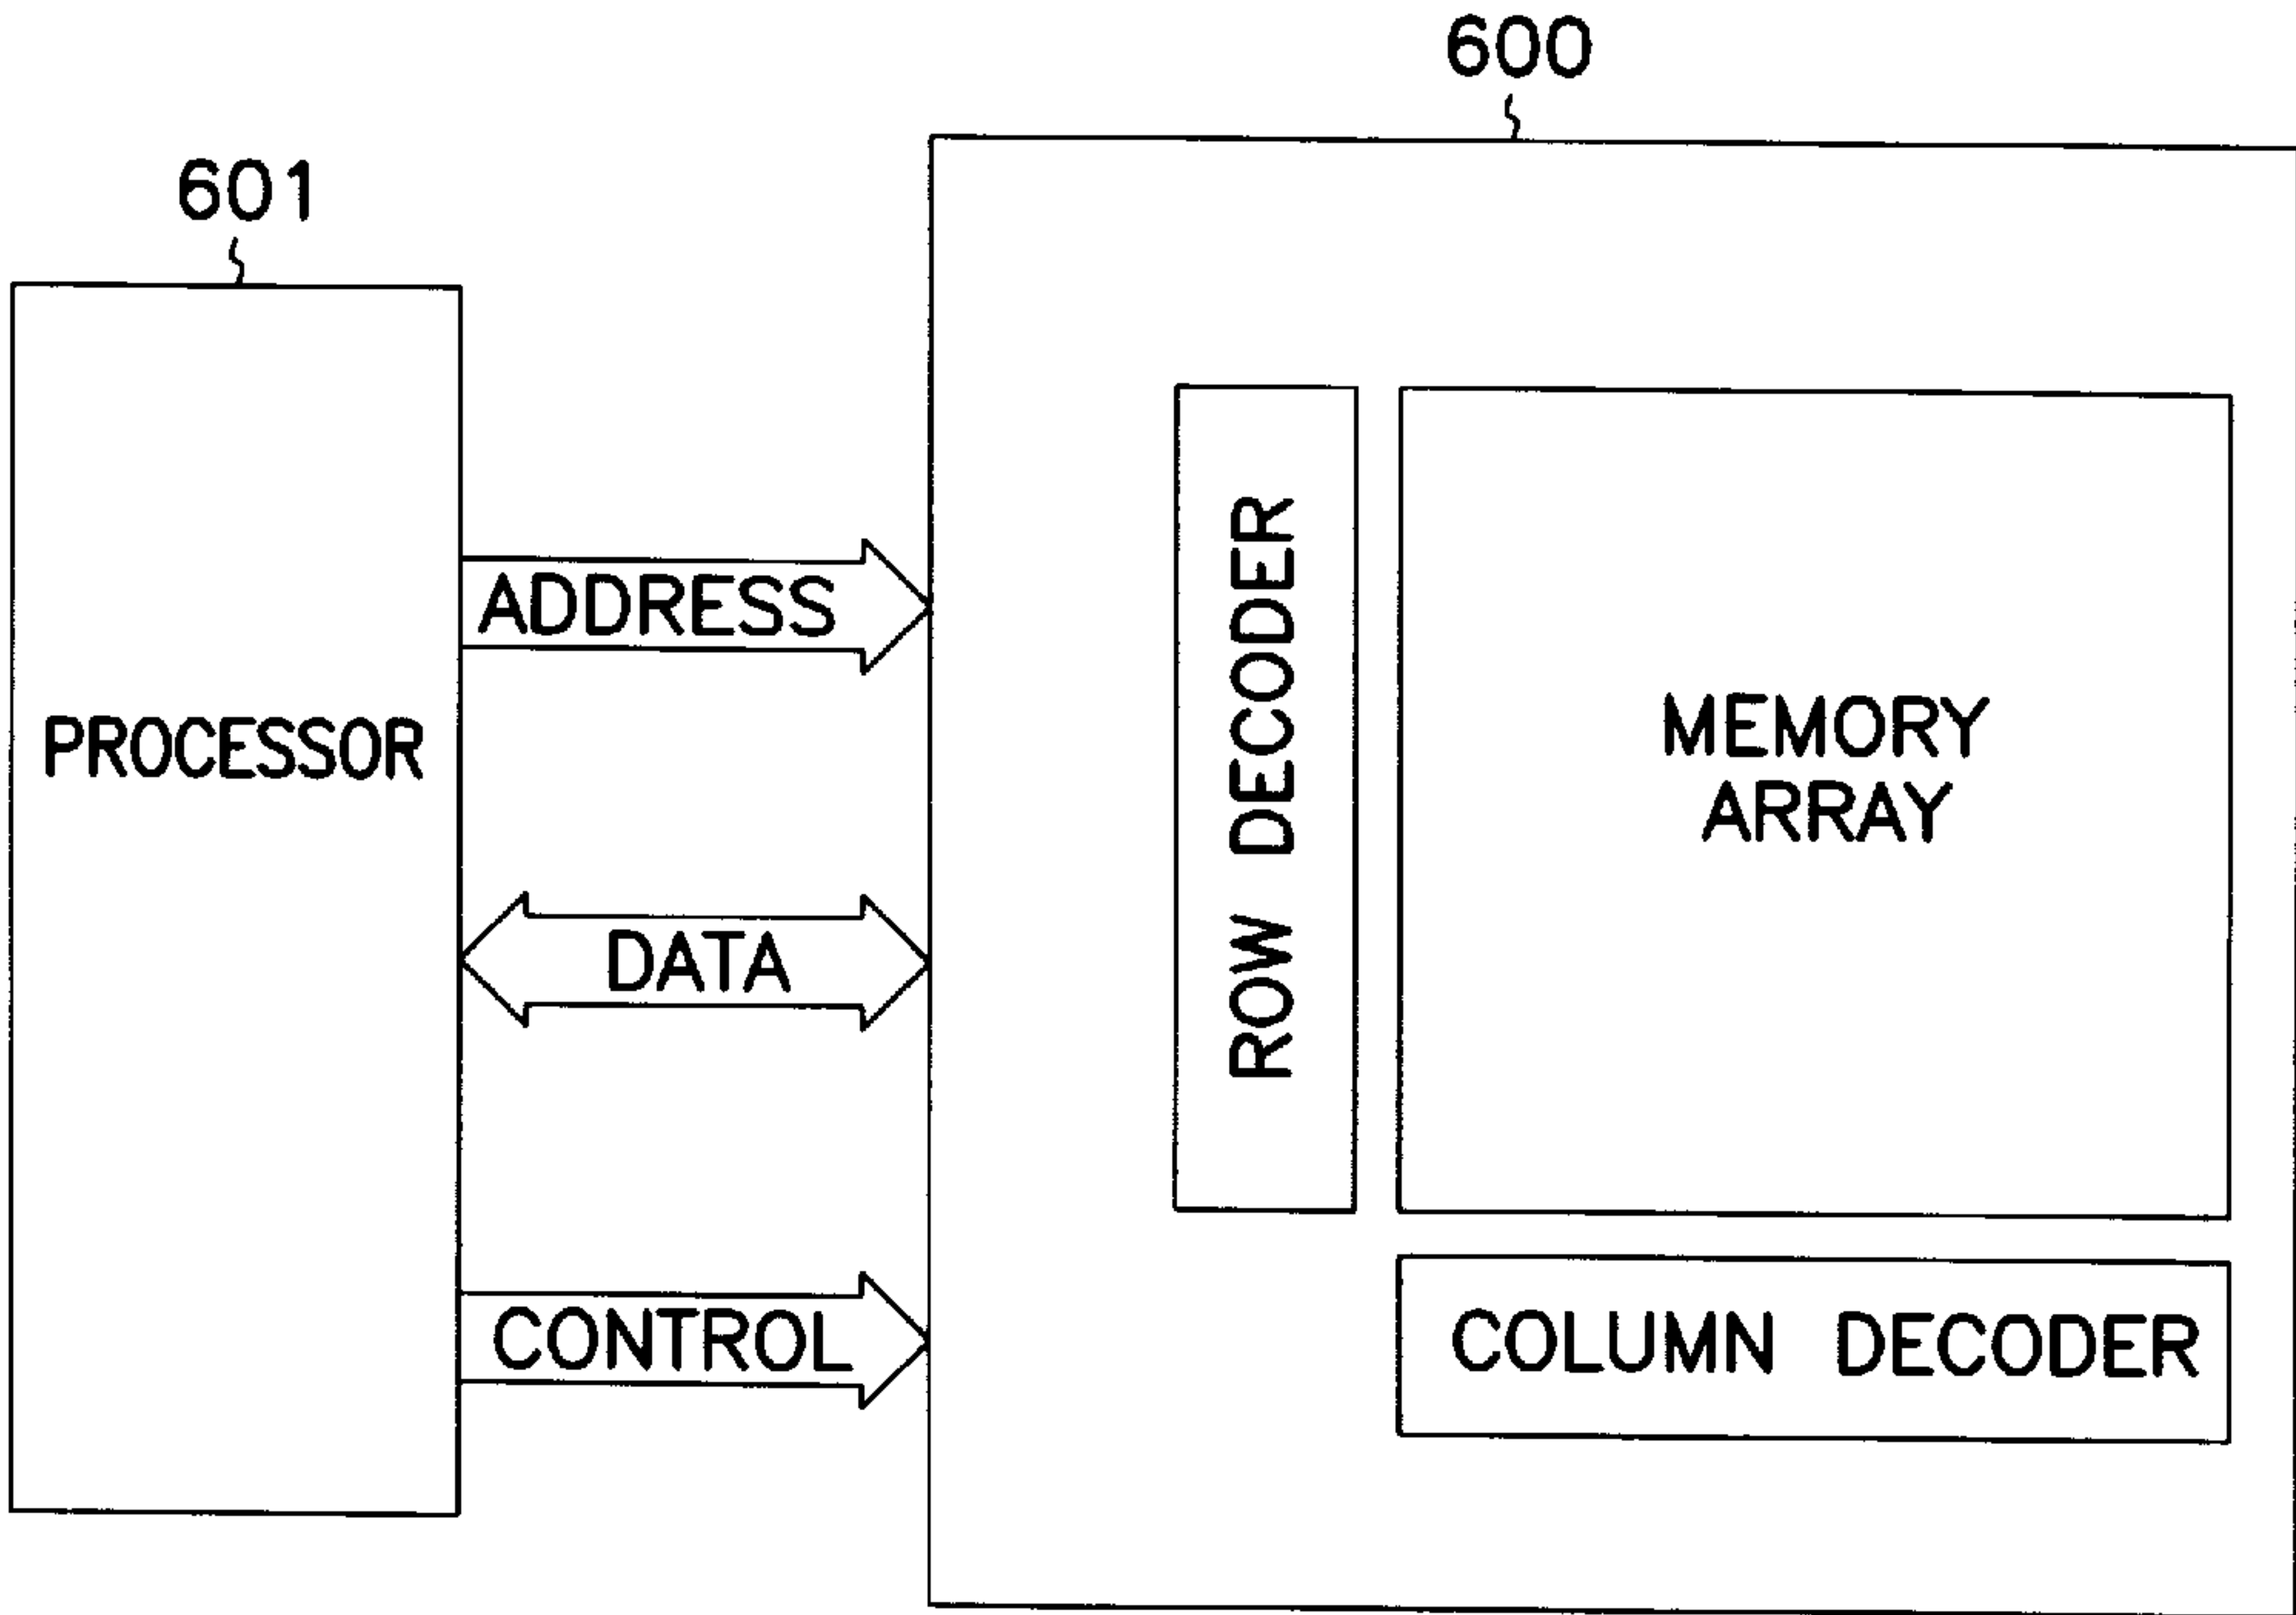 600
601
ADDRESS
PROCESSOR
DATA
CONTROL
ROW DECODER
MEMORY
ARRAY
COLUMN DECODER